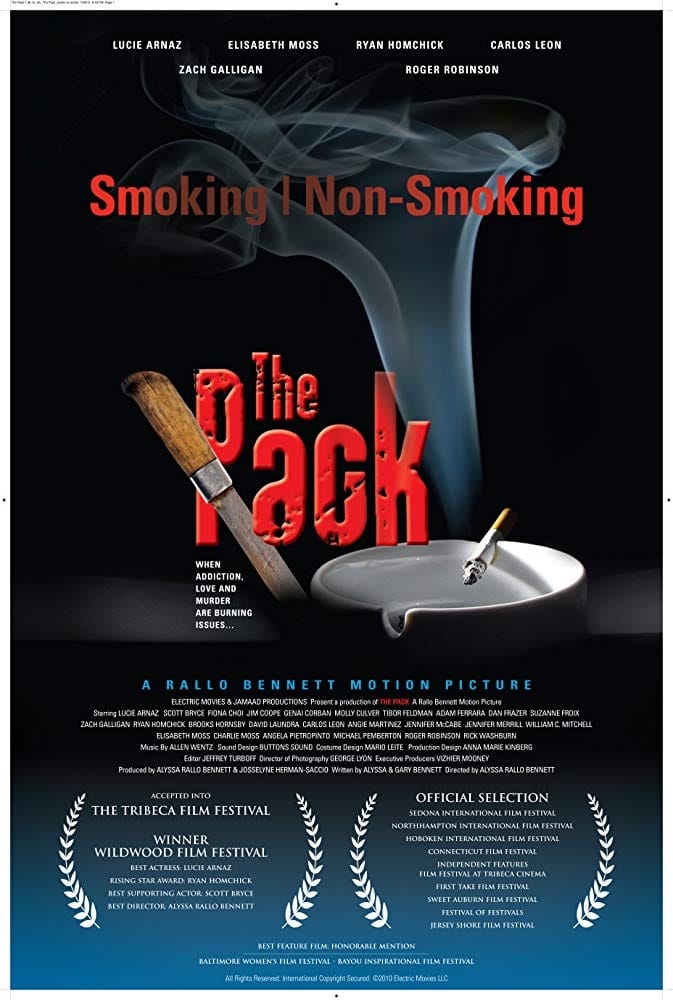 LUCIE ARNAZ ELISABETH MOSS RYAN HOMCHICK CARLOS LEON
ZACH GALLIGAN ROGER ROBINSON
Smoking | Non-Smoking
The
Pack
WHEN
ADDICTION,
LOVE AND
MURDER
ARE BURNING
ISSUES...
A RALLO BENNETT MOTION PICTURE
ELECTRIC MOVIES & JAMAAD PRODUCTIONS Present a production of THE PACK A Rallo Bennett Motion Picture
Starring LUCIE ARNAZ SCOTT BRYCE FIONA CHOI JIM COOPE GENAI CORBAN MOLLY CULVER TIBOR FELDMAN ADAM FERRARA DAN FRAZER SUZANNE FROIX
ZACH GALLIGAN RYAN HOMCHICK BROOKS HORNSBY DAVID LAUNDRA CARLOS LEON ANGIE MARTINEZ JENNIFER McCABE JENNIFER MERRILL WILLIAM C. MITCHELL
ELISABETH MOSS CHARLIE MOSS ANGELA PIETROPINTO MICHAEL PEMBERTON ROGER ROBINSON RICK WASHBURN
Music By ALLEN WENTZ Sound Design BUTTONS SOUND Costume Design MARIO LEITE Production Design ANNA MARIE KINBERG
Editor JEFFREY TURBOFF Director of Photography GEORGE LYON Executive Producers VIZHIER MOONEY
Produced by ALYSSA RALLO BENNETT & JOSSELYNE HERMAN-SACCIO Written by ALYSSA & GARY BENNETT Directed by ALYSSA RALLO BENNETT
ACCEPTED INTO
THE TRIBECA FILM FESTIVAL
WINNER
WILDWOOD FILM FESTIVAL
BEST ACTRESS: LUCIE ARNAZ
RISING STAR AWARD: RYAN HOMCHICK
BEST SUPPORTING ACTOR: SCOTT BRYCE
BEST DIRECTOR: ALYSSA RALLO BENNETT
OFFICIAL SELECTION
SEDONA INTERNATIONAL FILM FESTIVAL
NORTHHAMPTON INTERNATIONAL FILM FESTIVAL
HOBOKEN INTERNATIONAL FILM FESTIVAL
CONNECTICUT FILM FESTIVAL
INDEPENDENT FEATURES
FILM FESTIVAL AT TRIBECA CINEMA
FIRST TAKE FILM FESTIVAL
SWEET AUBURN FILM FESTIVAL
FESTIVAL OF FESTIVALS
JERSEY SHORE FILM FESTIVAL
BEST FEATURE FILM: HONORABLE MENTION
BALTIMORE WOMEN'S FILM FESTIVAL - BAYOU INSPIRATIONAL FILM FESTIVAL
All Rights Reserved. International Copyright Secured. ©2010 Electric Movies LLC